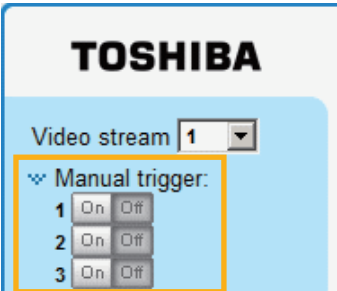 TOSHIBA
Video stream 1
Manual trigger:
1 On Off
2 On Off
3 On Off